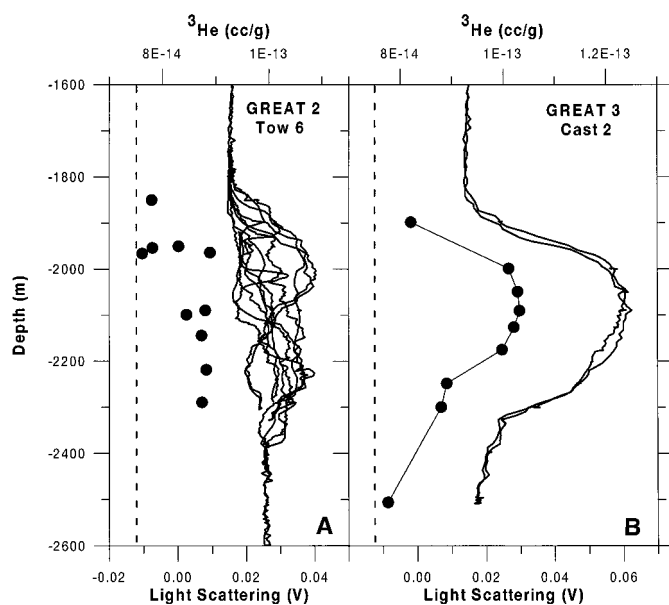 ³He (cc/g) ³He (cc/g)
8E-14 1E-13 8E-14 1E-13 1.2E-13
-1600
-1800
-2000
-2200
-2400
-2600
Depth (m)
GREAT 2
Tow 6
A
GREAT 3
Cast 2
B
-0.02 0.00 0.02 0.04 0.00 0.02 0.04 0.06
Light Scattering (V) Light Scattering (V)